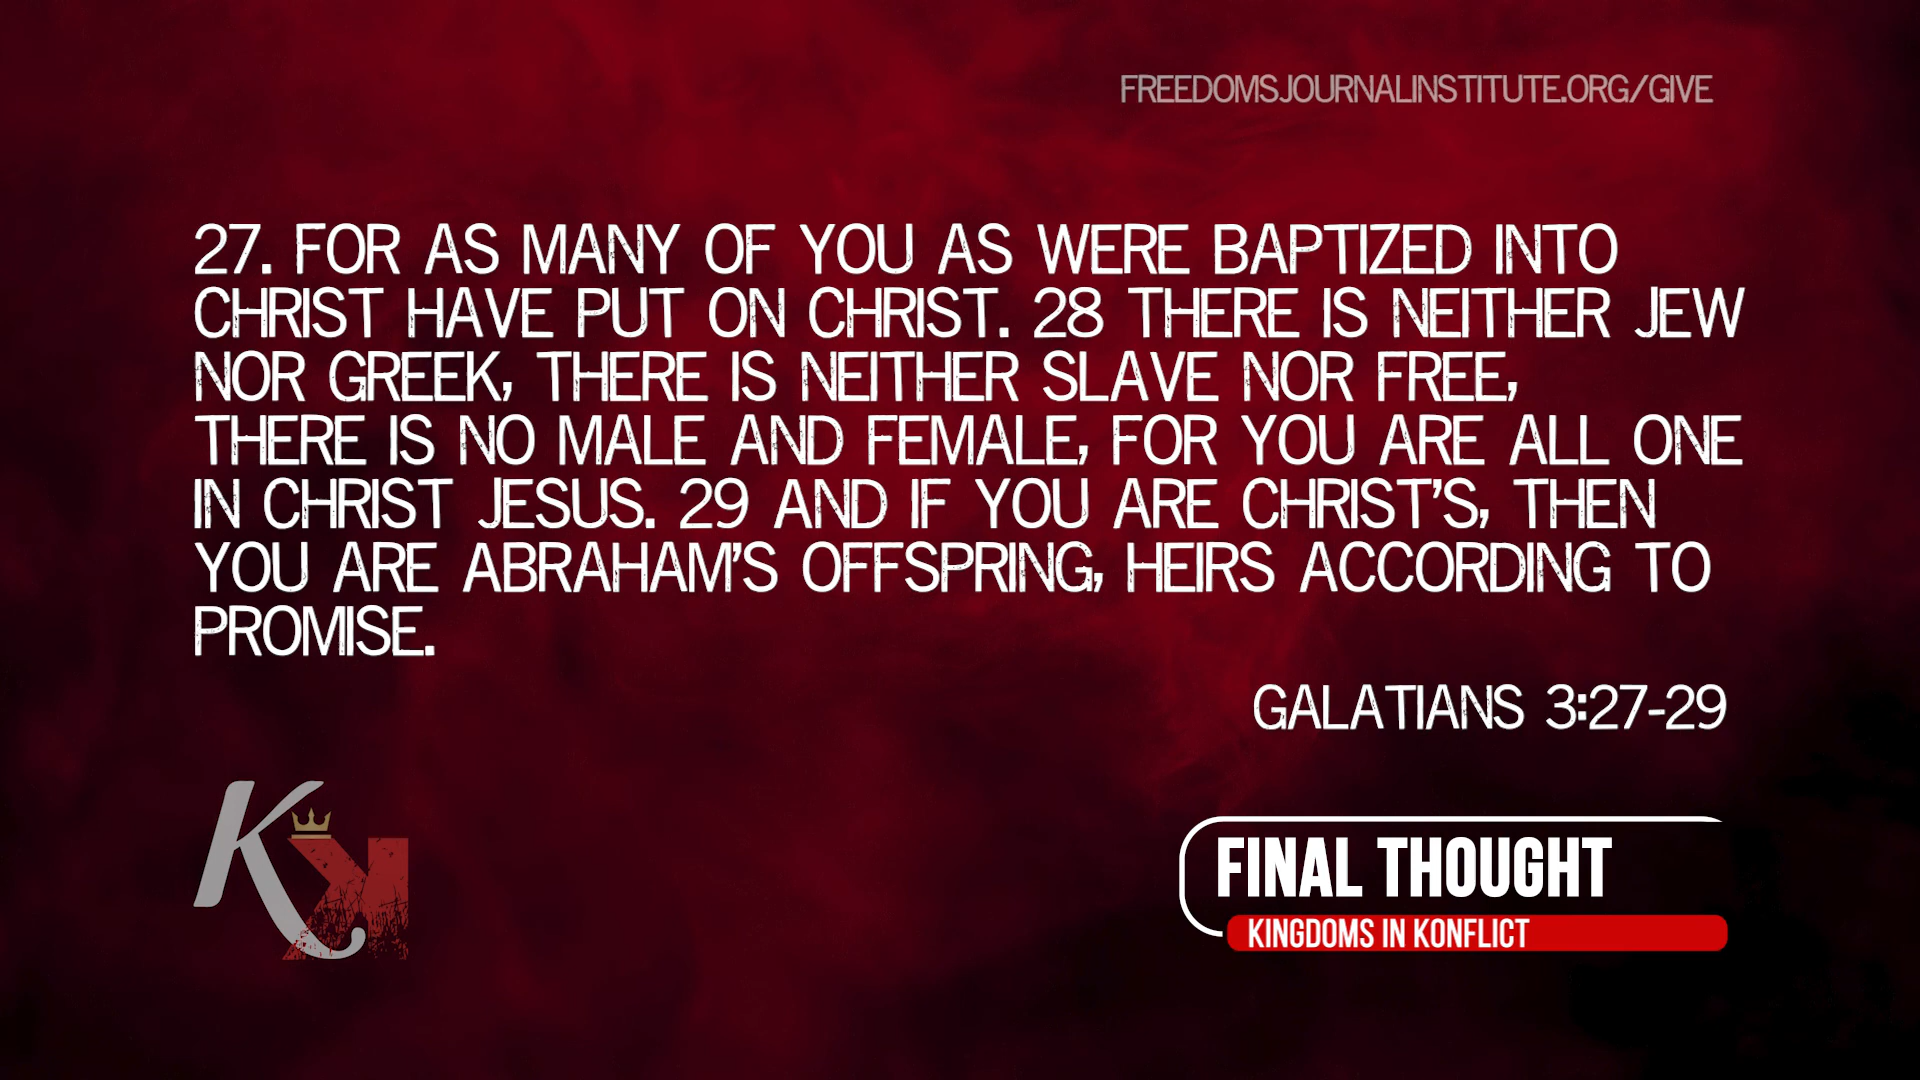 FREEDOMSJOURNALINSTITUTE.ORG/GIVE
27. FOR AS MANY OF YOU AS WERE BAPTIZED INTO
CHRIST HAVE PUT ON CHRIST. 28 THERE IS NEITHER JEW
NOR GREEK, THERE IS NEITHER SLAVE NOR FREE,
THERE IS NO MALE AND FEMALE, FOR YOU ARE ALL ONE
IN CHRIST JESUS. 29 AND IF YOU ARE CHRIST'S, THEN
YOU ARE ABRAHAM'S OFFSPRING, HEIRS ACCORDING TO
PROMISE.
GALATIANS 3:27-29
KK
FINAL THOUGHT
KINGDOMS IN KONFLICT